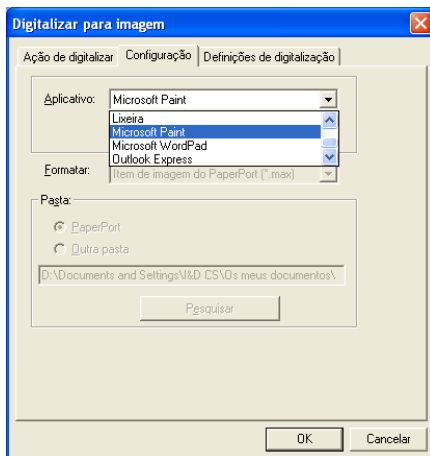 Digitalizar para imagem
Ação de digitalizar Configuração Definições de digitalização
Aplicativo: Microsoft Paint
Lixeira
Microsoft Paint
Microsoft WordPad
Outlook Express
Formatar: Item de imagem do PaperPort (*.max)
Pasta:
PaperPort
Outra pasta
D:\Documents and Settings\I&D CS\Os meus documentos\
Pesquisar
OK Cancelar